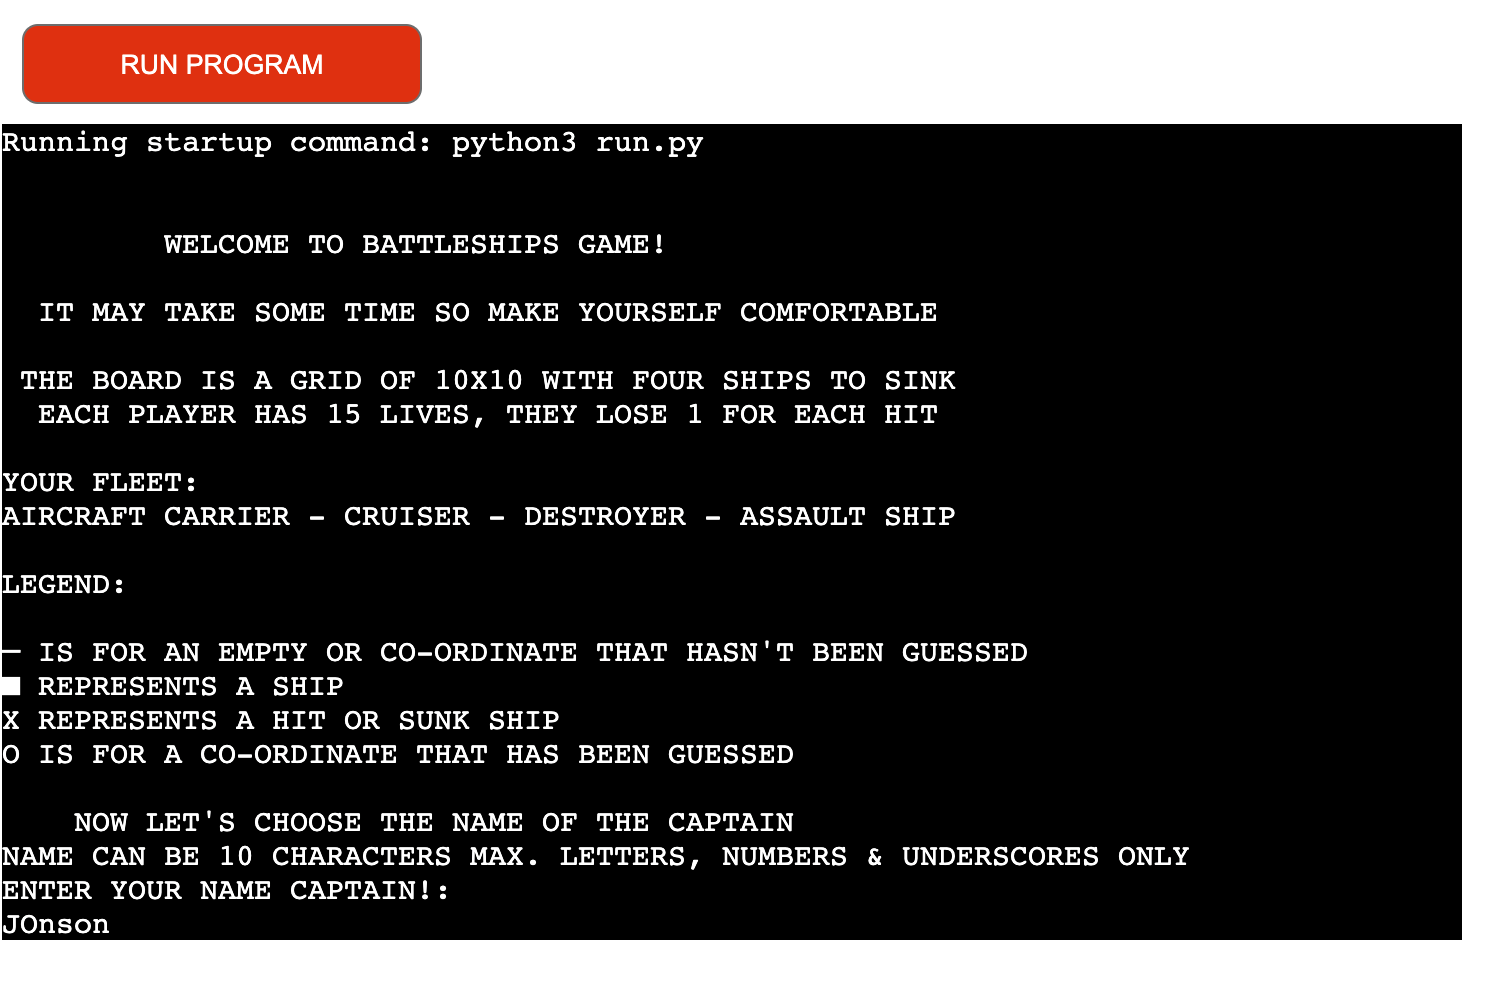 RUN PROGRAM
Running startup command: python3 run.py
WELCOME TO BATTLESHIPS GAME!
IT MAY TAKE SOME TIME SO MAKE YOURSELF COMFORTABLE
THE BOARD IS A GRID OF 10X10 WITH FOUR SHIPS TO SINK
EACH PLAYER HAS 15 LIVES, THEY LOSE 1 FOR EACH HIT
YOUR FLEET:
AIRCRAFT CARRIER - CRUISER - DESTROYER - ASSAULT SHIP
LEGEND:
─ IS FOR AN EMPTY OR CO-ORDINATE THAT HASN'T BEEN GUESSED
■ REPRESENTS A SHIP
X REPRESENTS A HIT OR SUNK SHIP
O IS FOR A CO-ORDINATE THAT HAS BEEN GUESSED
NOW LET'S CHOOSE THE NAME OF THE CAPTAIN
NAME CAN BE 10 CHARACTERS MAX. LETTERS, NUMBERS & UNDERSCORES ONLY
ENTER YOUR NAME CAPTAIN!:
JOnson